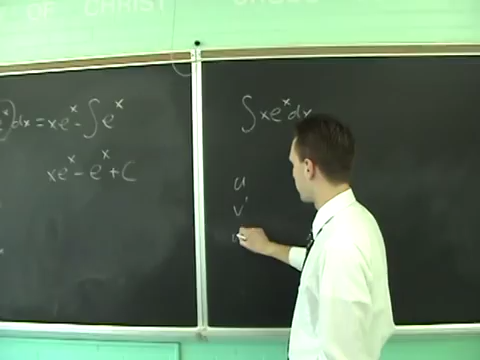 OF CHRIST
dx = xe^x - ∫e^x
xe^x - e^x + C
∫xe^x dx
u
v'